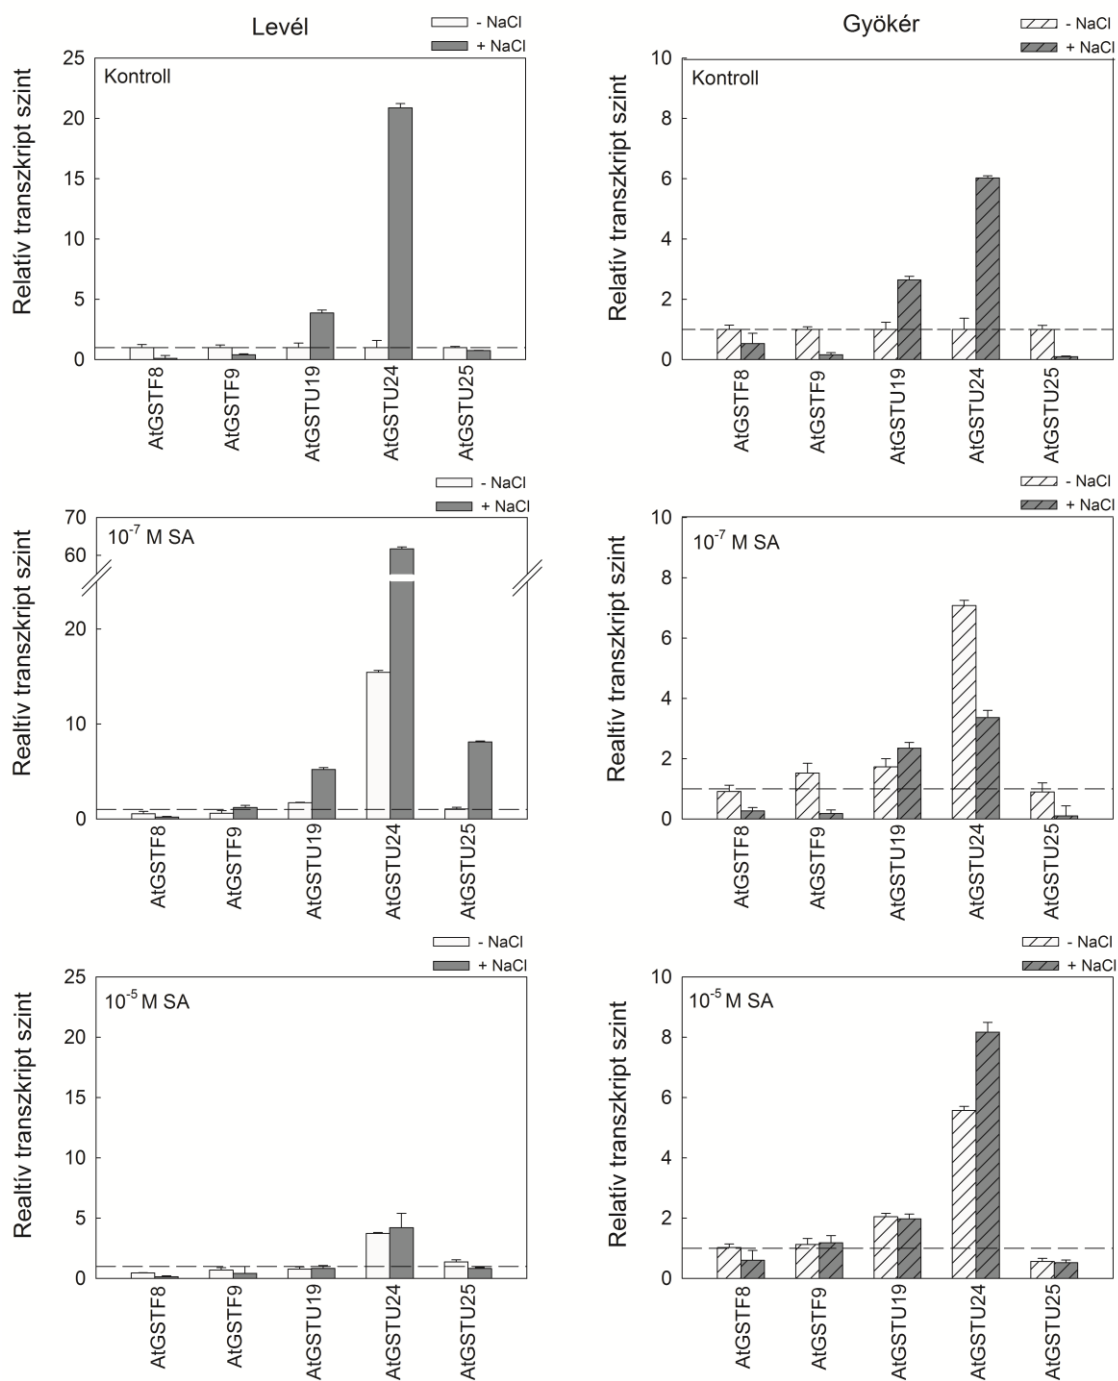 Levél
- NaCl
+ NaCl
Relatív transzkript szint
Kontroll
25
20
15
10
5
0
AtGSTF8
AtGSTF9
AtGSTU19
AtGSTU24
AtGSTU25
Gyökér
- NaCl
+ NaCl
Relatív transzkript szint
Kontroll
10
8
6
4
2
0
AtGSTF8
AtGSTF9
AtGSTU19
AtGSTU24
AtGSTU25
- NaCl
+ NaCl
Realtív transzkript szint
10⁻⁷ M SA
70
60
20
10
0
AtGSTF8
AtGSTF9
AtGSTU19
AtGSTU24
AtGSTU25
- NaCl
+ NaCl
Realtív transzkript szint
10⁻⁷ M SA
10
8
6
4
2
0
AtGSTF8
AtGSTF9
AtGSTU19
AtGSTU24
AtGSTU25
- NaCl
+ NaCl
Realtív transzkript szint
10⁻⁵ M SA
25
20
15
10
5
0
AtGSTF8
AtGSTF9
AtGSTU19
AtGSTU24
AtGSTU25
- NaCl
+ NaCl
Relatív transzkript szint
10⁻⁵ M SA
10
8
6
4
2
0
AtGSTF8
AtGSTF9
AtGSTU19
AtGSTU24
AtGSTU25